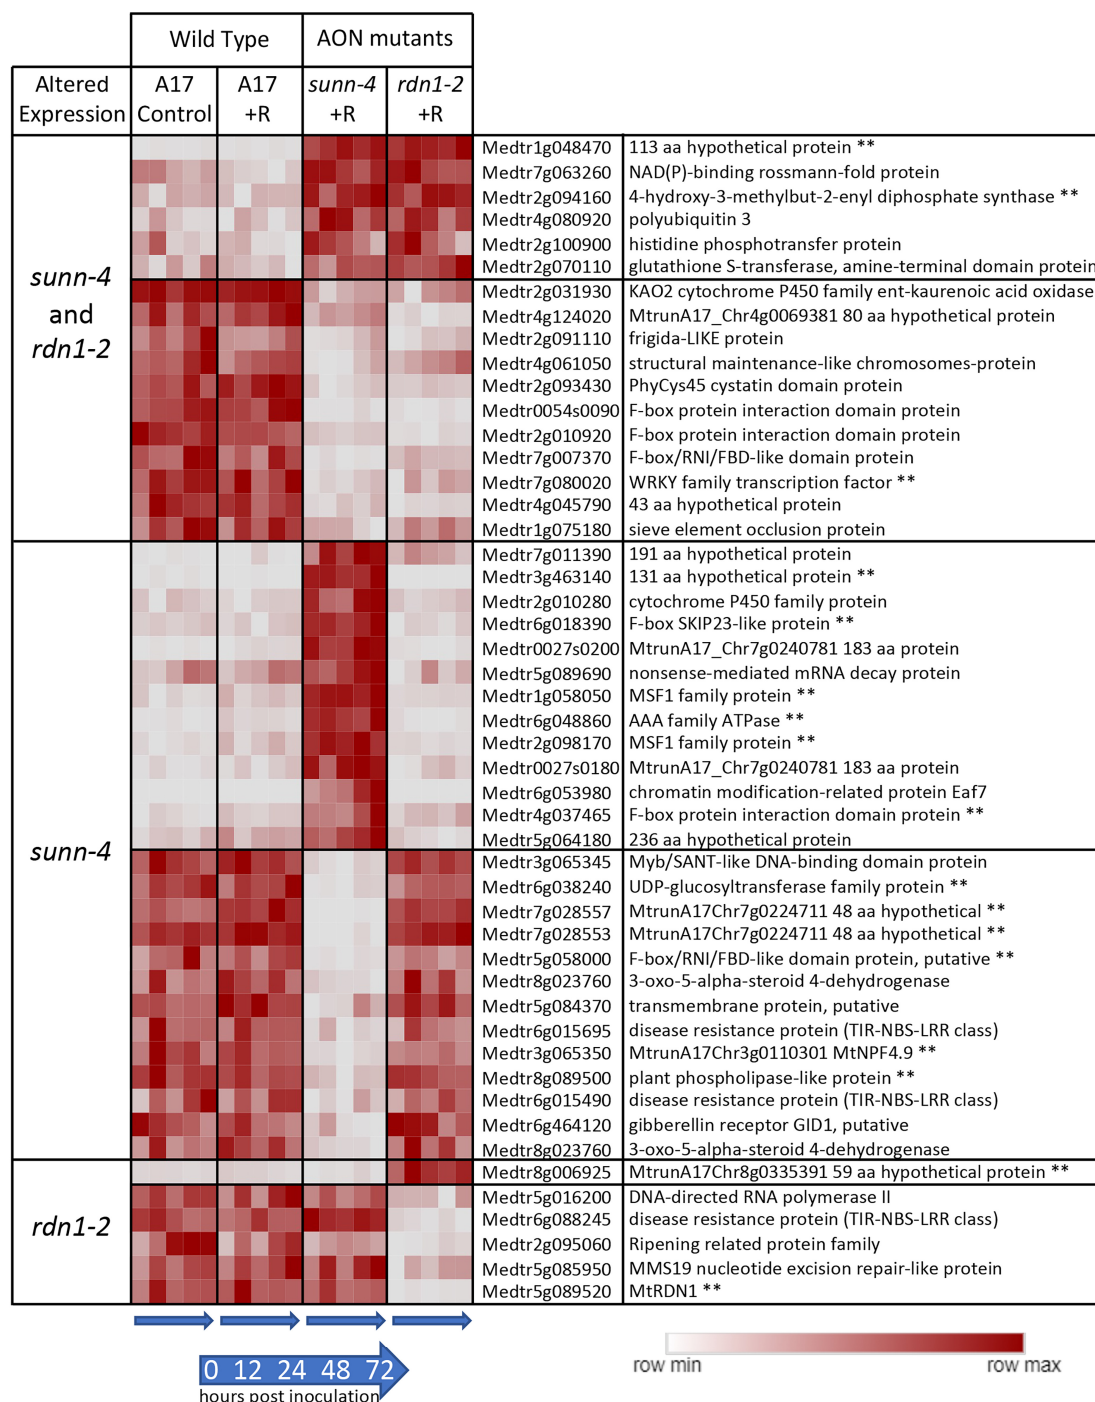 Wild Type AON mutants
Altered Expression A17 Control A17 +R sunn-4 +R rdn1-2 +R
sunn-4 and rdn1-2
Medtr1g048470 113 aa hypothetical protein **
Medtr7g063260 NAD(P)-binding rossmann-fold protein
Medtr2g094160 4-hydroxy-3-methylbut-2-enyl diphosphate synthase **
Medtr4g080920 polyubiquitin 3
Medtr2g100900 histidine phosphotransfer protein
Medtr2g070110 glutathione S-transferase, amine-terminal domain protein
Medtr2g031930 KAO2 cytochrome P450 family ent-kaurenoic acid oxidase
Medtr4g124020 MtrunA17_Chr4g0069381 80 aa hypothetical protein
Medtr2g091110 frigida-LIKE protein
Medtr4g061050 structural maintenance-like chromosomes-protein
Medtr2g093430 PhyCys45 cystatin domain protein
Medtr0054s0090 F-box protein interaction domain protein
Medtr2g010920 F-box protein interaction domain protein
Medtr7g007370 F-box/RNI/FBD-like domain protein
Medtr7g080020 WRKY family transcription factor **
Medtr4g045790 43 aa hypothetical protein
Medtr1g075180 sieve element occlusion protein
sunn-4
Medtr7g011390 191 aa hypothetical protein
Medtr3g463140 131 aa hypothetical protein **
Medtr2g010280 cytochrome P450 family protein
Medtr6g018390 F-box SKIP23-like protein **
Medtr0027s0200 MtrunA17_Chr7g0240781 183 aa protein
Medtr5g089690 nonsense-mediated mRNA decay protein
Medtr1g058050 MSF1 family protein **
Medtr6g048860 AAA family ATPase **
Medtr2g098170 MSF1 family protein **
Medtr0027s0180 MtrunA17_Chr7g0240781 183 aa protein
Medtr6g053980 chromatin modification-related protein Eaf7
Medtr4g037465 F-box protein interaction domain protein **
Medtr5g064180 236 aa hypothetical protein
Medtr3g065345 Myb/SANT-like DNA-binding domain protein
Medtr6g038240 UDP-glucosyltransferase family protein **
Medtr7g028557 MtrunA17Chr7g0224711 48 aa hypothetical **
Medtr7g028553 MtrunA17Chr7g0224711 48 aa hypothetical **
Medtr5g058000 F-box/RNI/FBD-like domain protein, putative **
Medtr8g023760 3-oxo-5-alpha-steroid 4-dehydrogenase
Medtr5g084370 transmembrane protein, putative
Medtr6g015695 disease resistance protein (TIR-NBS-LRR class)
Medtr3g065350 MtrunA17Chr3g0110301 MtNPF4.9 **
Medtr8g089500 plant phospholipase-like protein **
Medtr6g015490 disease resistance protein (TIR-NBS-LRR class)
Medtr6g464120 gibberellin receptor GID1, putative
Medtr8g023760 3-oxo-5-alpha-steroid 4-dehydrogenase
rdn1-2
Medtr8g006925 MtrunA17Chr8g0335391 59 aa hypothetical protein **
Medtr5g016200 DNA-directed RNA polymerase II
Medtr6g088245 disease resistance protein (TIR-NBS-LRR class)
Medtr2g095060 Ripening related protein family
Medtr5g085950 MMS19 nucleotide excision repair-like protein
Medtr5g089520 MtRDN1 **
0 12 24 48 72
hours post inoculation
row min row max